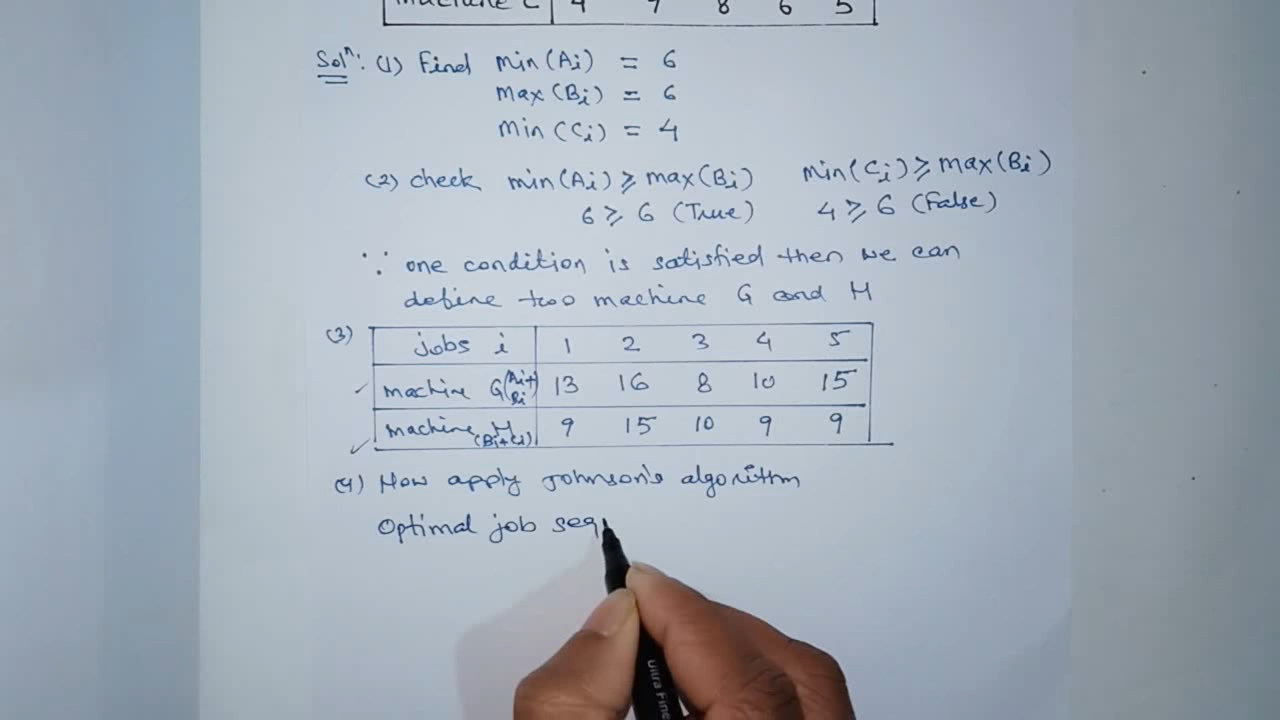 Machine C 4 9 8 6 5
Solⁿ: (1) Find min(Ai) = 6
max(Bi) = 6
min(Ci) = 4
(2) check min(Ai) ⩾ max(Bi) min(Ci) ⩾ max(Bi)
6 ⩾ 6 (True) 4 ⩾ 6 (False)
∵ one condition is satisfied then we can
define two machine G and H
(3) jobs i 1 2 3 4 5
machine G(Ai+Bi) 13 16 8 10 15
machine H (Bi+Ci) 9 15 10 9 9
(4) Now apply Johnson's algorithm
Optimal job seq
Ultra Fine